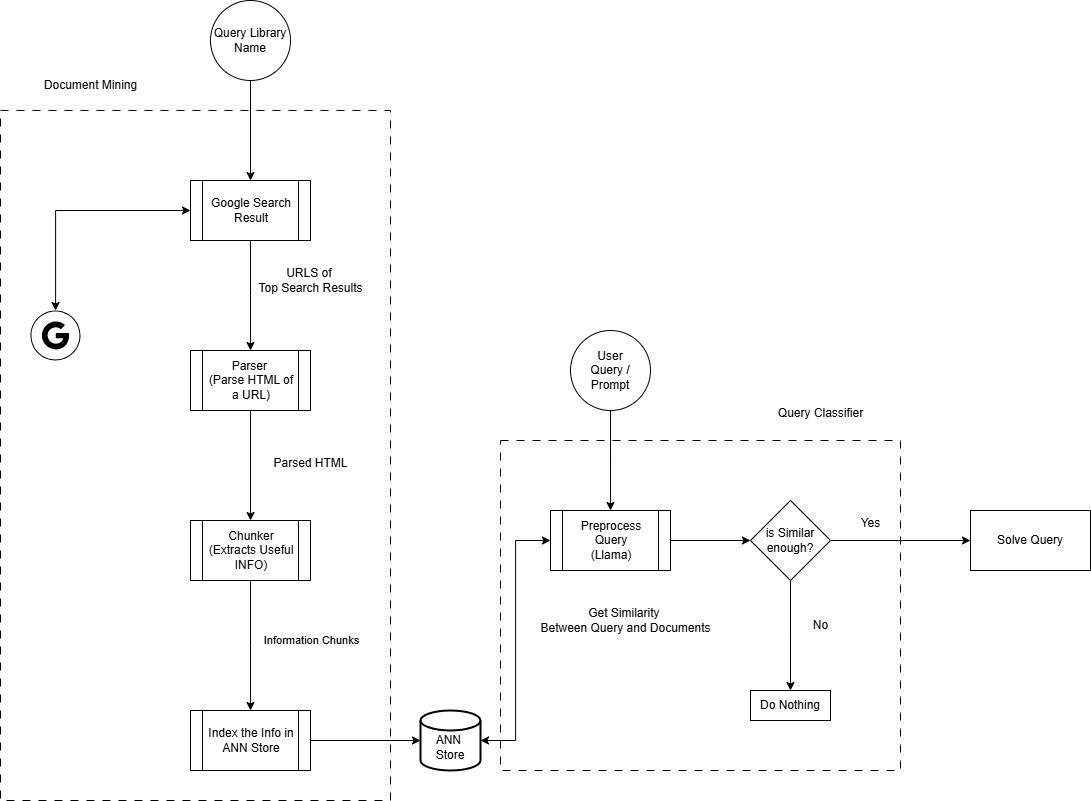 Query Library
Name
Document Mining
Google Search
Result
URLS of
Top Search Results
G
Parser
(Parse HTML of
a URL)
Parsed HTML
Chunker
(Extracts Useful
INFO)
Information Chunks
Index the Info in
ANN Store
ANN
Store
User
Query /
Prompt
Query Classifier
Preprocess
Query
(Llama)
Get Similarity
Between Query and Documents
is Similar
enough?
Yes
Solve Query
No
Do Nothing